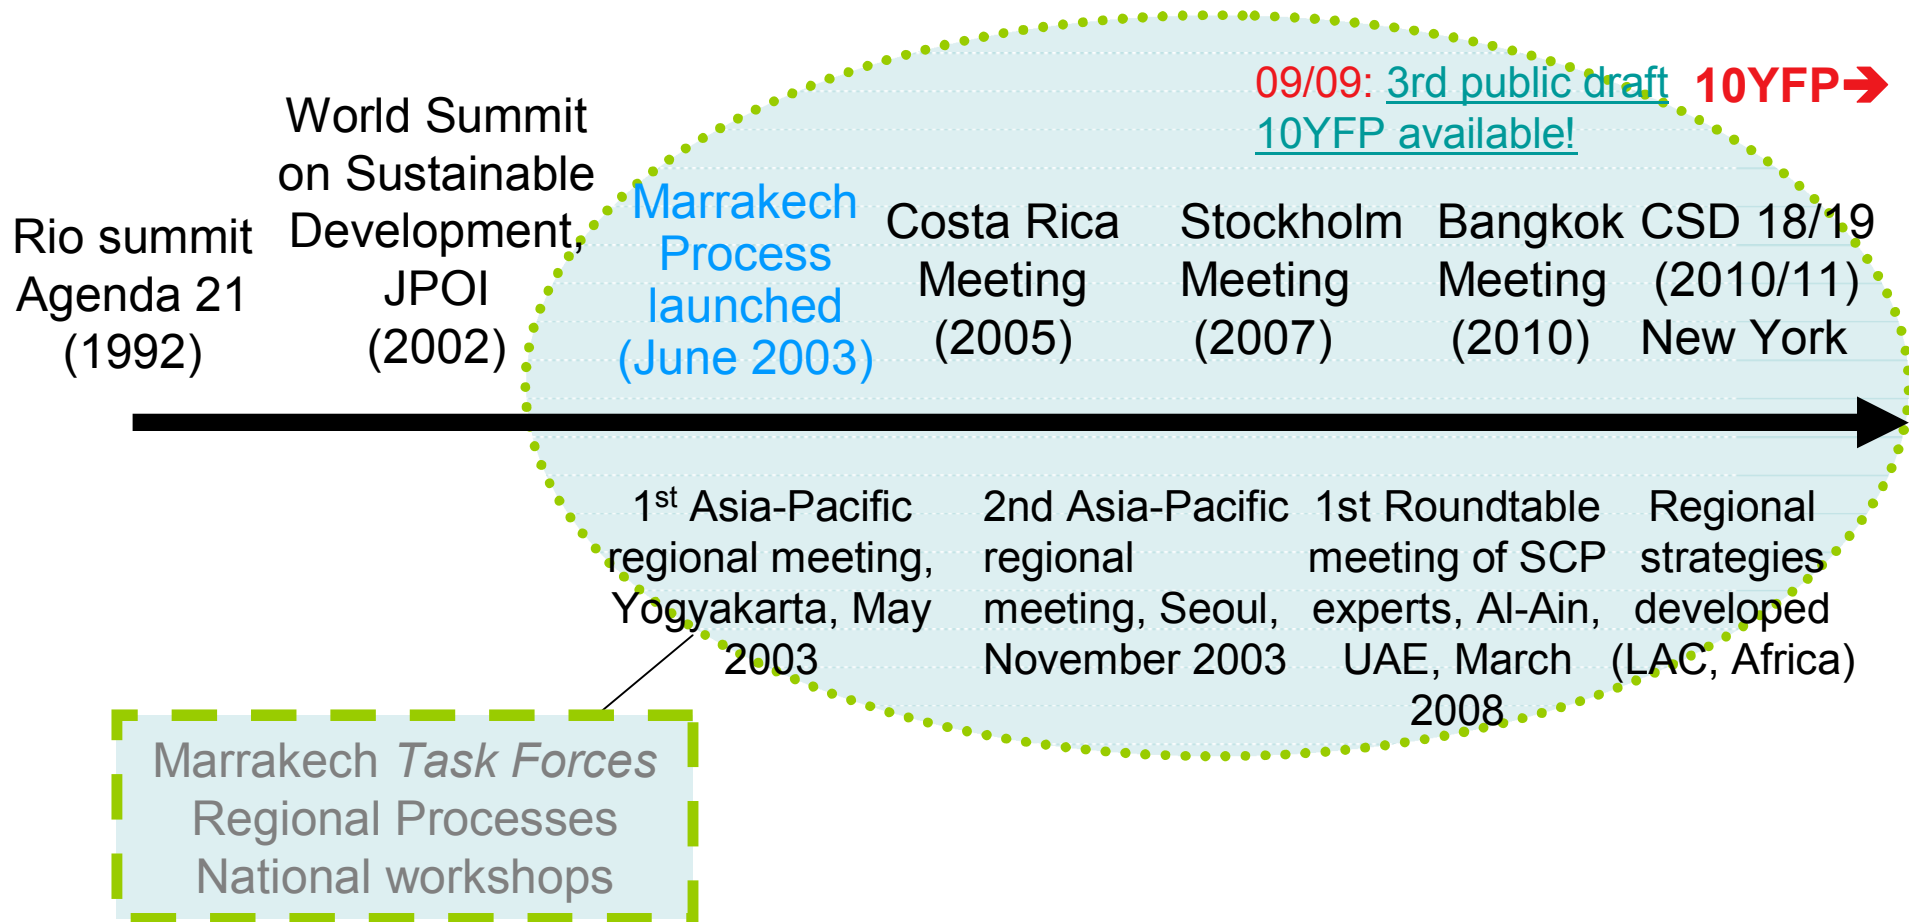 09/09: 3rd public draft
10YFP available!
10YFP➔
Rio summit
Agenda 21
(1992)
World Summit
on Sustainable
Development,
JPOI
(2002)
Marrakech
Process
launched
(June 2003)
Costa Rica
Meeting
(2005)
Stockholm
Meeting
(2007)
Bangkok
Meeting
(2010)
CSD 18/19
(2010/11)
New York
1st Asia-Pacific
regional meeting,
Yogyakarta, May
2003
2nd Asia-Pacific
regional
meeting, Seoul,
November 2003
1st Roundtable
meeting of SCP
experts, Al-Ain,
UAE, March
2008
Regional
strategies
developed
(LAC, Africa)
Marrakech Task Forces
Regional Processes
National workshops